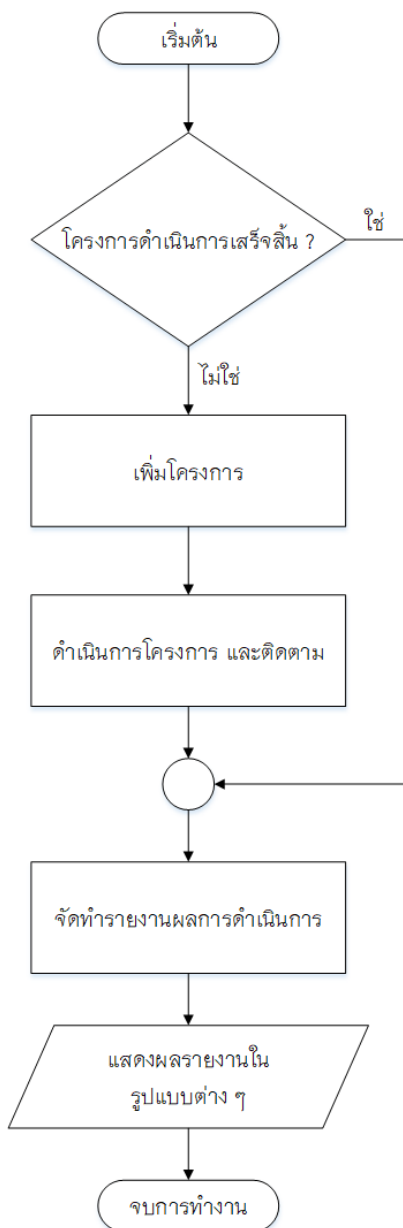 เริ่มต้น
โครงการดำเนินการเสร็จสิ้น ?
ใช่
ไม่ใช่
เพิ่มโครงการ
ดำเนินการโครงการ และติดตาม
จัดทำรายงานผลการดำเนินการ
แสดงผลรายงานใน
รูปแบบต่าง ๆ
จบการทำงาน